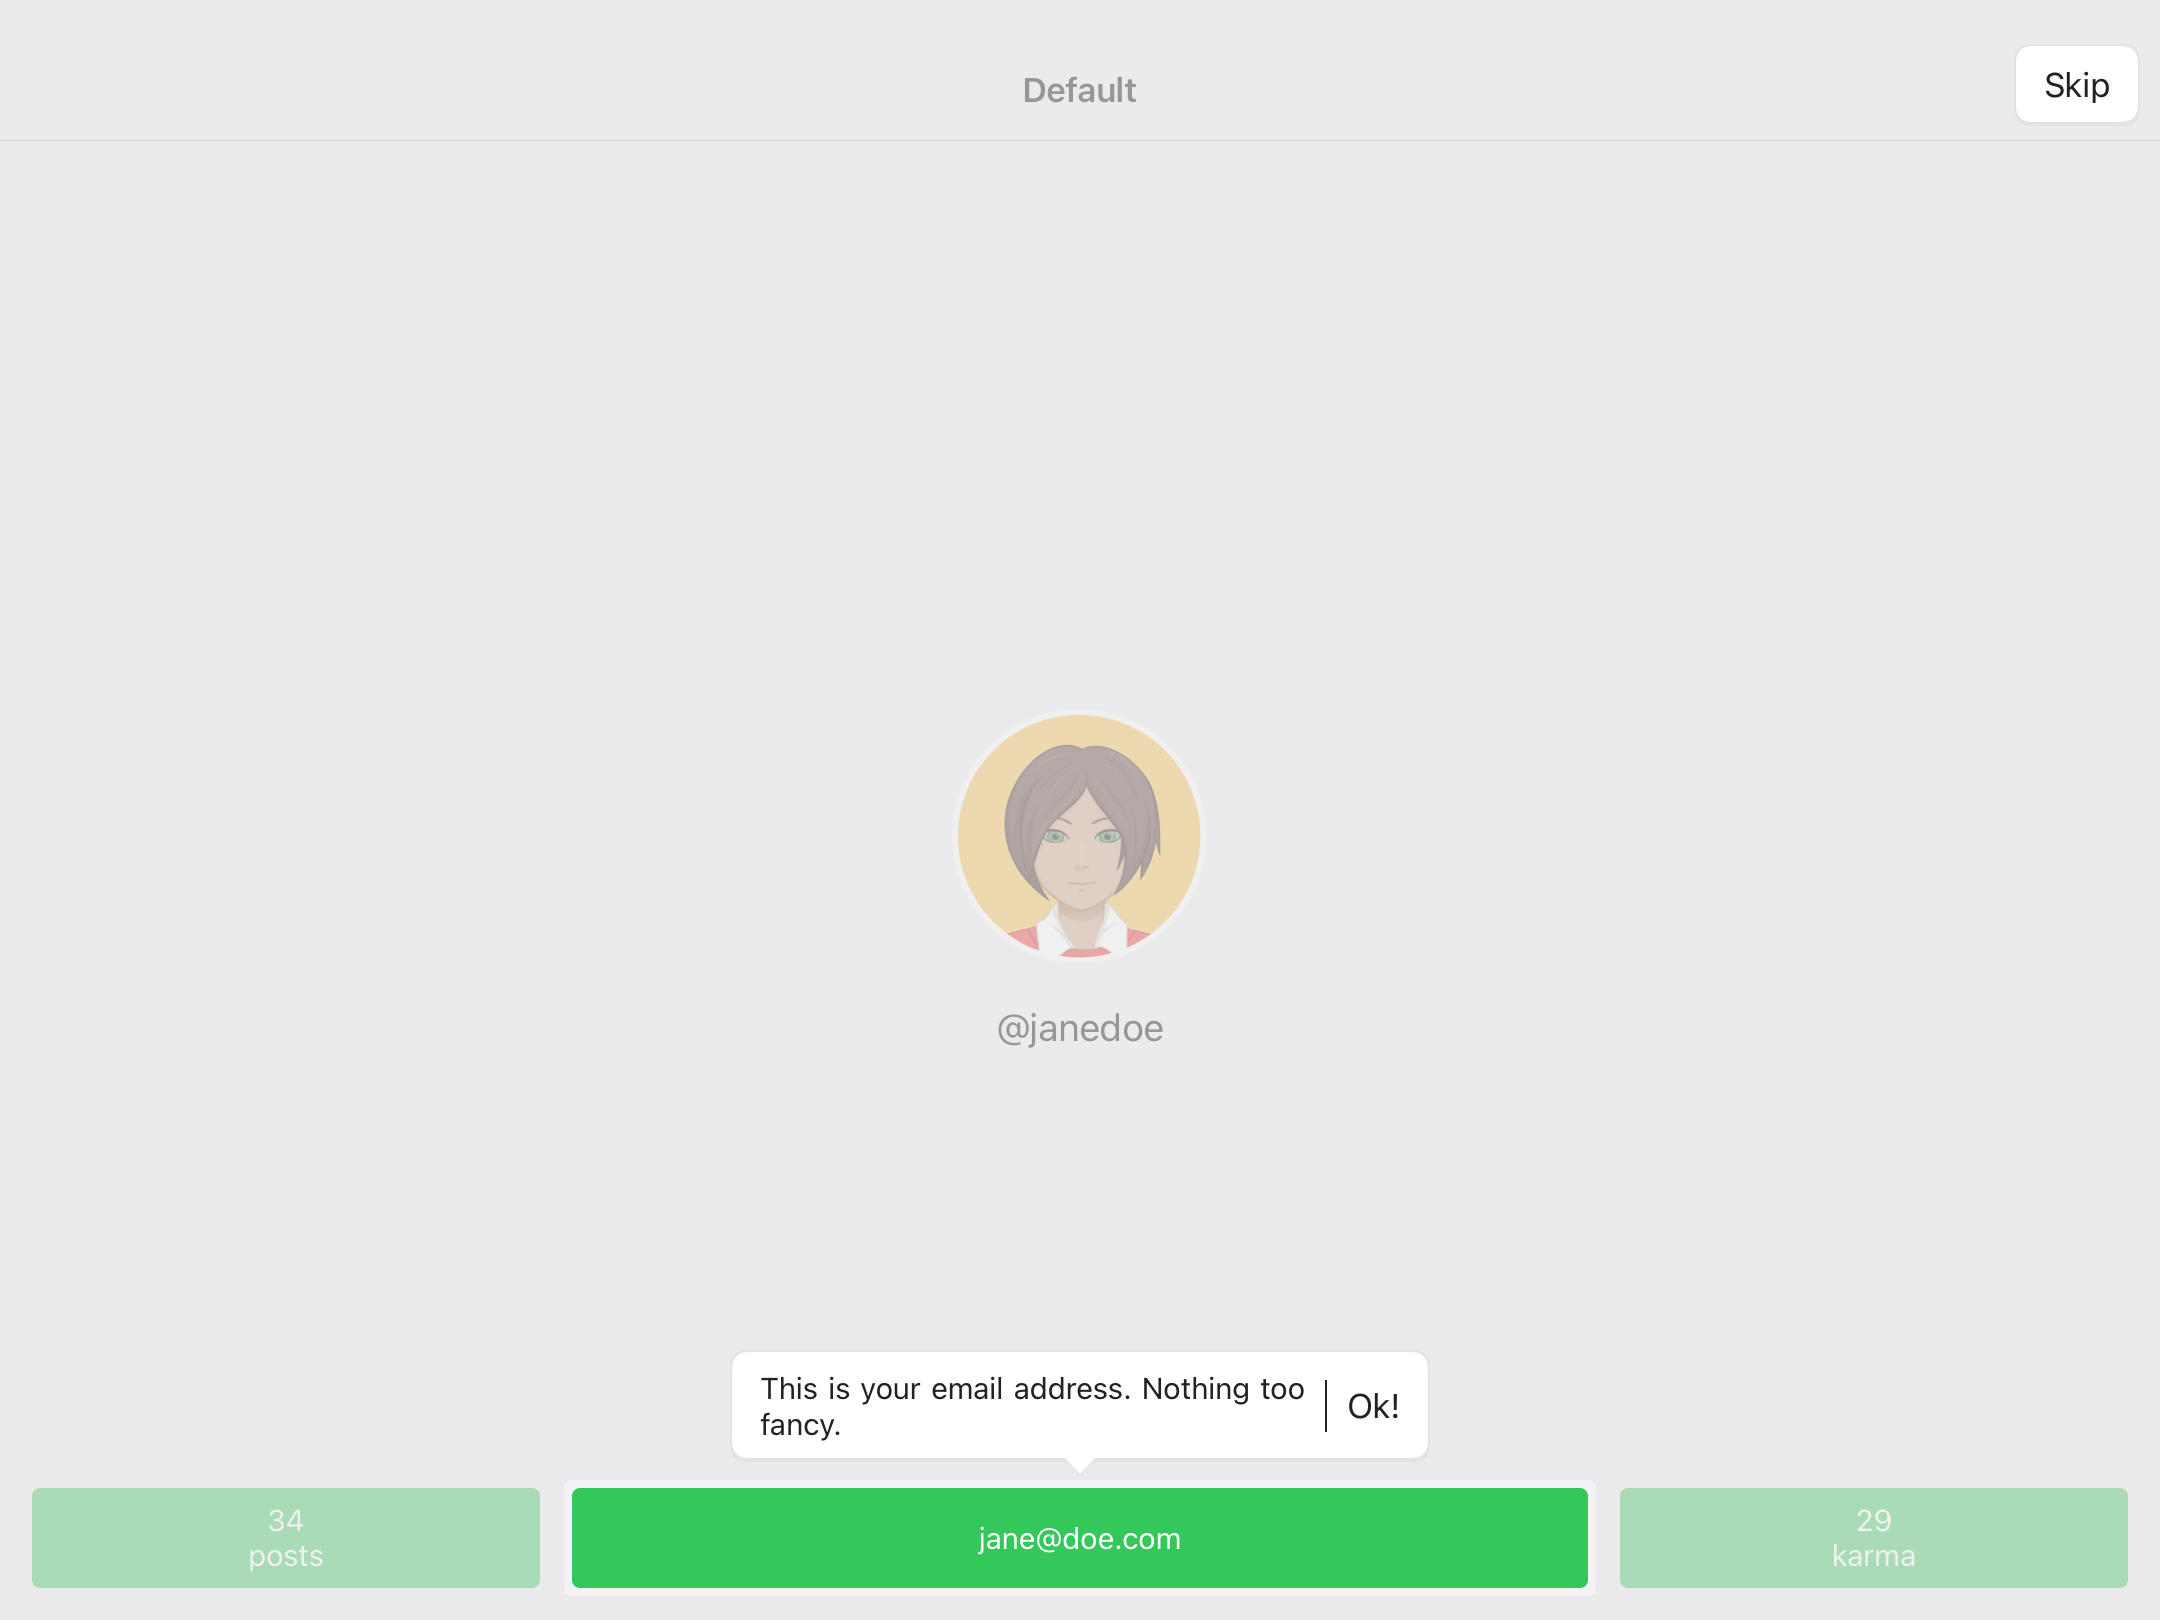 Default
Skip
@janedoe
This is your email address. Nothing too
fancy.
Ok!
34
posts
jane@doe.com
29
karma